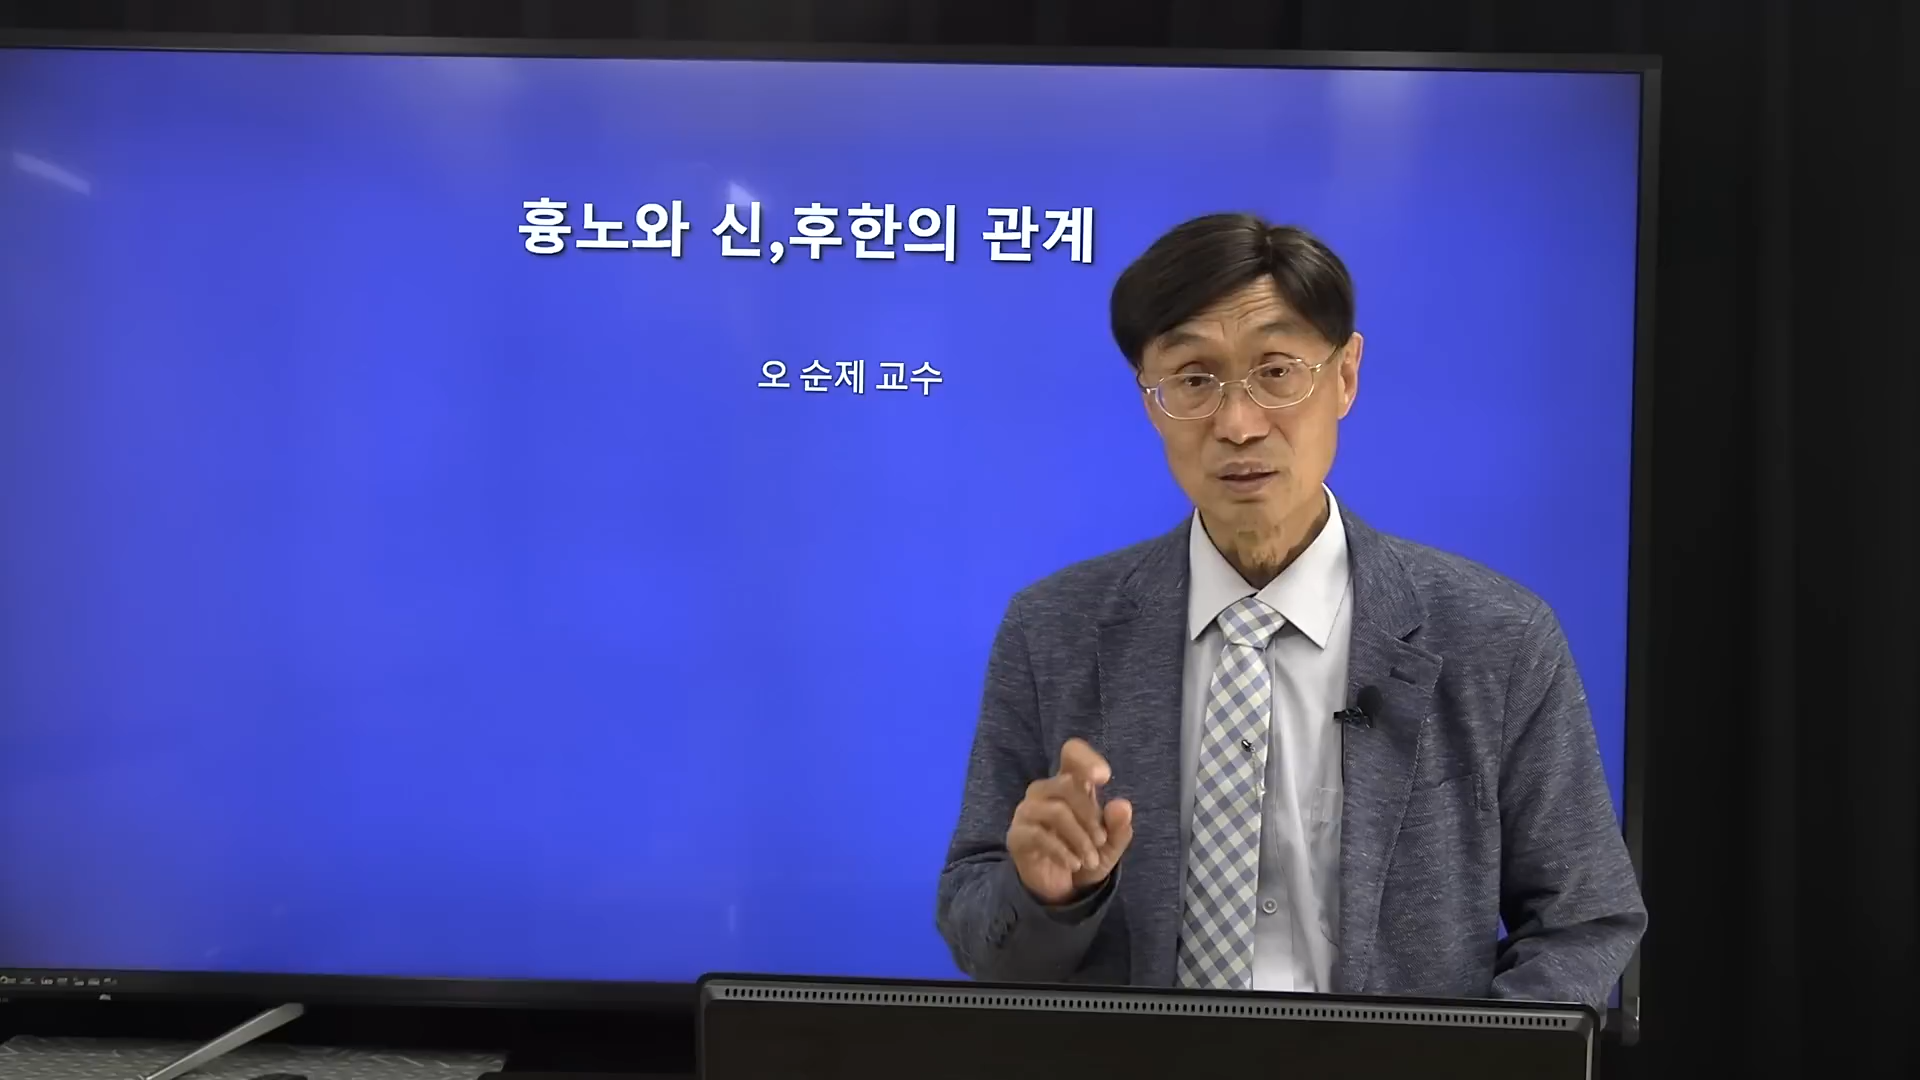 흉노와 신,후한의 관계
오 순제 교수